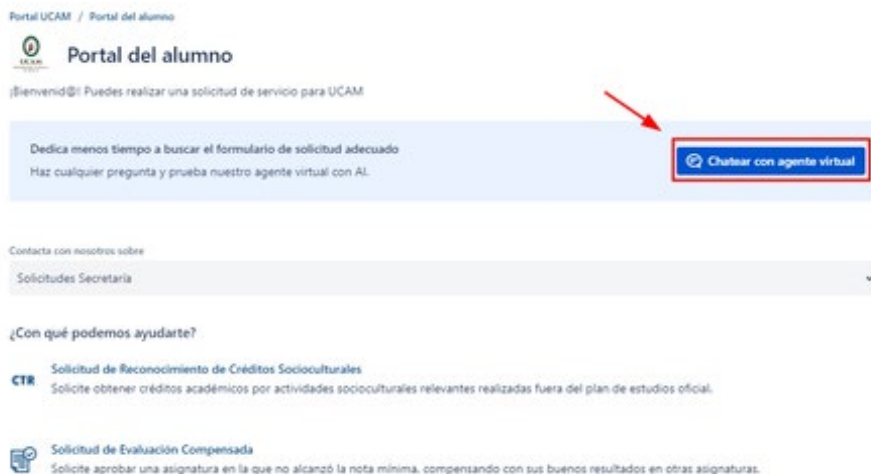 Portal UCAM / Portal del alumno
UCAM
Portal del alumno
¡Bienvenid@! Puedes realizar una solicitud de servicio para UCAM
Dedica menos tiempo a buscar el formulario de solicitud adecuado
Haz cualquier pregunta y prueba nuestro agente virtual con AI.
Chatear con agente virtual
Contacta con nosotros sobre
Solicitudes Secretaría
¿Con qué podemos ayudarte?
CTR
Solicitud de Reconocimiento de Créditos Socioculturales
Solicite obtener créditos académicos por actividades socioculturales relevantes realizadas fuera del plan de estudios oficial.
Solicitud de Evaluación Compensada
Solicite aprobar una asignatura en la que no alcanzó la nota mínima, compensando con sus buenos resultados en otras asignaturas.